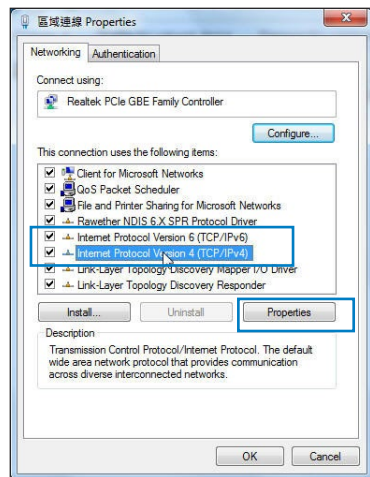 區域連線 Properties
Networking
Authentication
Connect using:
Realtek PCIe GBE Family Controller
Configure...
This connection uses the following items:
Client for Microsoft Networks
QoS Packet Scheduler
File and Printer Sharing for Microsoft Networks
Rawether NDIS 6.X SPR Protocol Driver
Internet Protocol Version 6 (TCP/IPv6)
Internet Protocol Version 4 (TCP/IPv4)
Link-Layer Topology Discovery Mapper I/O Driver
Link-Layer Topology Discovery Responder
Install...
Uninstall
Properties
Description
Transmission Control Protocol/Internet Protocol. The default
wide area network protocol that provides communication
across diverse interconnected networks.
OK
Cancel